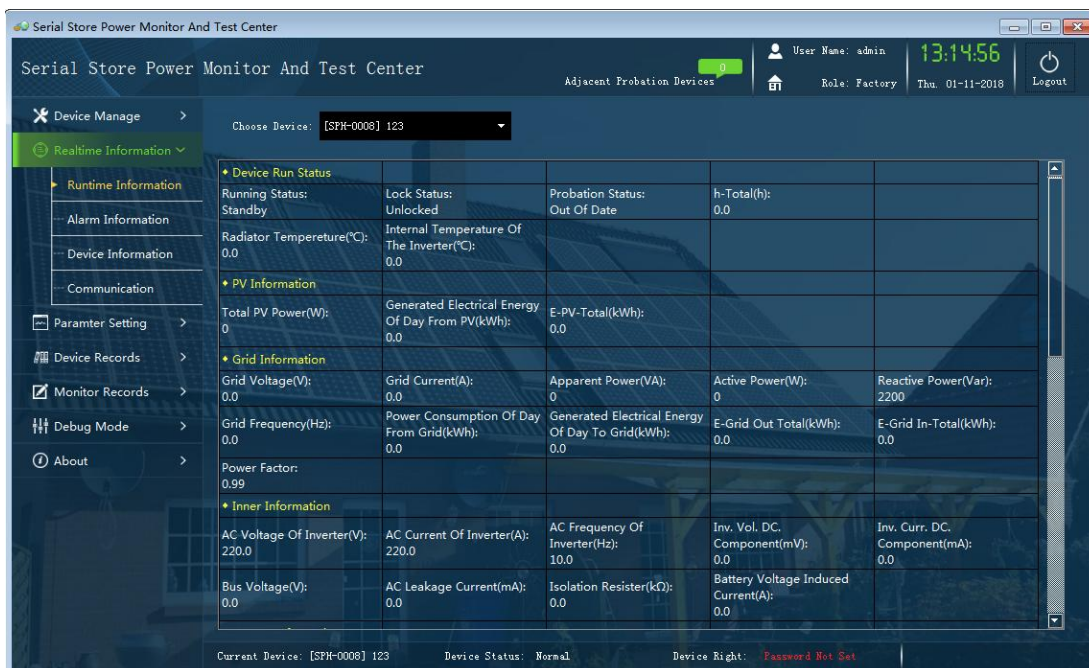 Serial Store Power Monitor And Test Center
Serial Store Power Monitor And Test Center
Adjacent Probation Devices
0
User Name: admin
Role: Factory
13:14:56
Thu. 01-11-2018
Logout
Device Manage
Realtime Information
Runtime Information
Alarm Information
Device Information
Communication
Paramter Setting
Device Records
Monitor Records
Debug Mode
About
Choose Device: [SPH-0008] 123
Device Run Status
Running Status:
Standby
Lock Status:
Unlocked
Probation Status:
Out Of Date
h-Total(h):
0.0
Radiator Tempereture(℃):
0.0
Internal Temperature Of
The Inverter(℃):
0.0
PV Information
Total PV Power(W):
0
Generated Electrical Energy
Of Day From PV(kWh):
0.0
E-PV-Total(kWh):
0.0
Grid Information
Grid Voltage(V):
0.0
Grid Current(A):
0.0
Apparent Power(VA):
0
Active Power(W):
0
Reactive Power(Var):
2200
Grid Frequency(Hz):
0.0
Power Consumption Of Day
From Grid(kWh):
0.0
Generated Electrical Energy
Of Day To Grid(kWh):
0.0
E-Grid Out Total(kWh):
0.0
E-Grid In-Total(kWh):
0.0
Power Factor:
0.99
Inner Information
AC Voltage Of Inverter(V):
220.0
AC Current Of Inverter(A):
220.0
AC Frequency Of
Inverter(Hz):
10.0
Inv. Vol. DC.
Component(mV):
0.0
Inv. Curr. DC.
Component(mA):
0.0
Bus Voltage(V):
0.0
AC Leakage Current(mA):
0.0
Isolation Resister(kΩ):
0.0
Battery Voltage Induced
Current(A):
0.0
Current Device: [SPH-0008] 123
Device Status: Normal
Device Right: Password Not Set